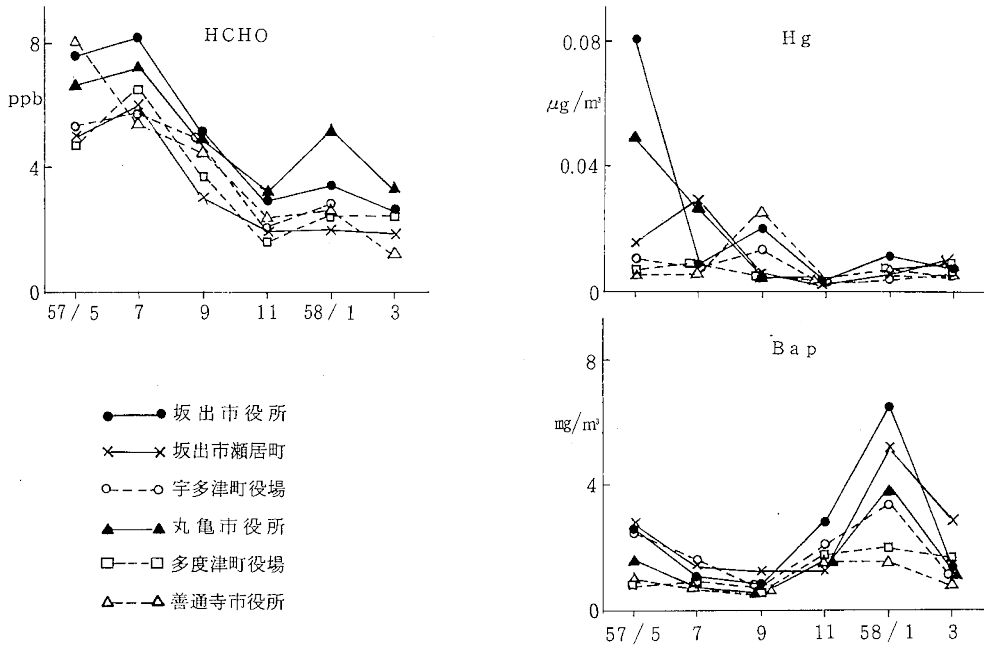 HCHO
8
ppb
4
0
57/5 7 9 11 58/1 3
Hg
0.08
μg/m³
0.04
0
Bap
8
mg/m³
4
0
57/5 7 9 11 58/1 3
坂出市役所
坂出市瀬居町
宇多津町役場
丸亀市役所
多度津町役場
善通寺市役所